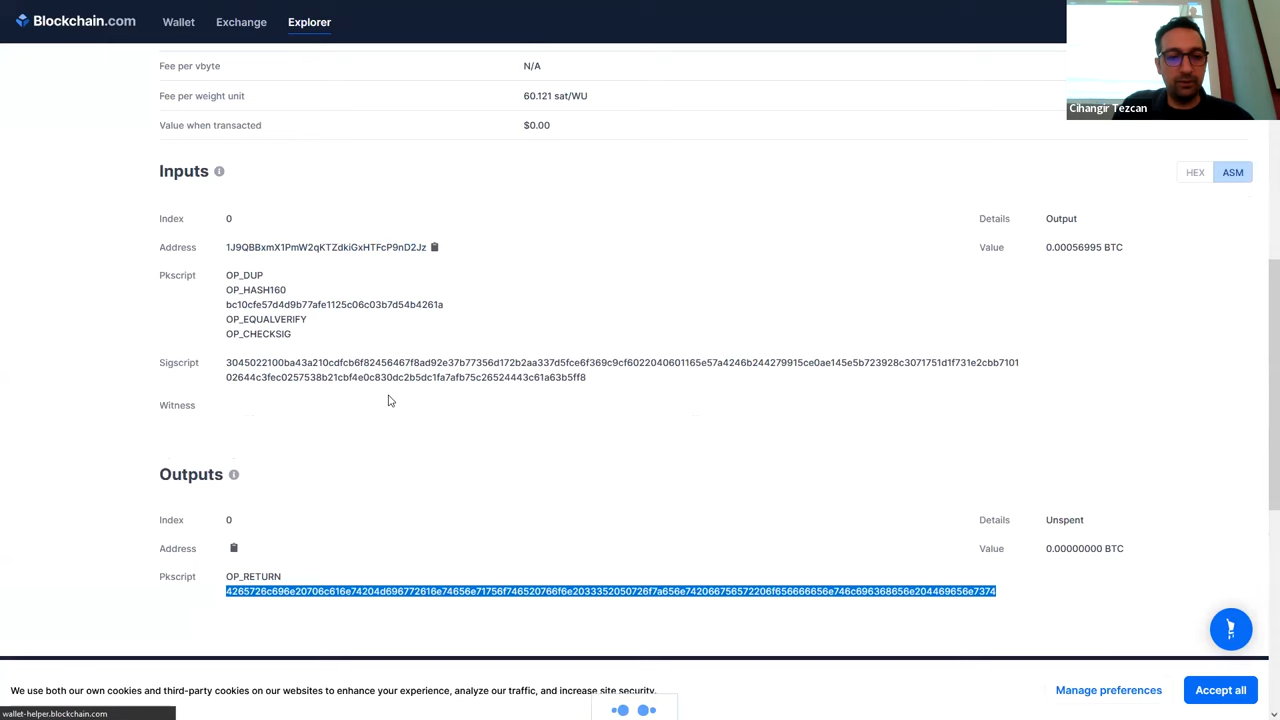 Blockchain.com Wallet Exchange Explorer
Cihangir Tezcan
Fee per vbyte N/A
Fee per weight unit 60.121 sat/WU
Value when transacted $0.00
Inputs
HEX ASM
Index 0 Details Output
Address 1J9QBBxmX1PmW2qKTZdkiGxHTFcP9nD2Jz Value 0.00056995 BTC
Pkscript OP_DUP
OP_HASH160
bc10cfe57d4d9b77afe1125c06c03b7d54b4261a
OP_EQUALVERIFY
OP_CHECKSIG
Sigscript 3045022100ba43a210cdfcb6f82456467f8ad92e37b77356d172b2aa337d5fce6f369c9cf6022040601165e57a4246b244279915ce0ae145e5b723928c3071751d1f731e2cbb7101
02644c3fec0257538b21cbf4e0c830dc2b5dc1fa7afb75c26524443c61a63b5ff8
Witness
Outputs
Index 0 Details Unspent
Address Value 0.00000000 BTC
Pkscript OP_RETURN
4265726c696e20706c616e74204d696772616e74656e71756f746520766f6e2033352050726f7a656e742066756572206f656666656e746c696368656e204469656e7374
We use both our own cookies and third-party cookies on our websites to enhance your experience, analyze our traffic, and increase site security.
Manage preferences Accept all
wallet-helper.blockchain.com